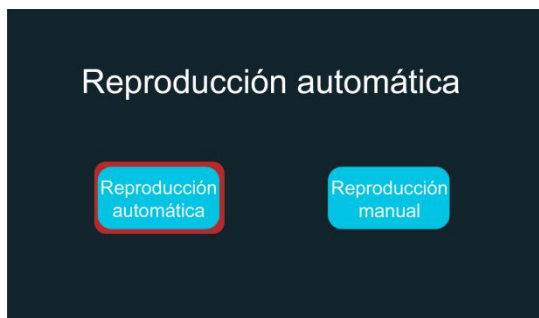 Reproducción automática
Reproducción
automática
Reproducción
manual